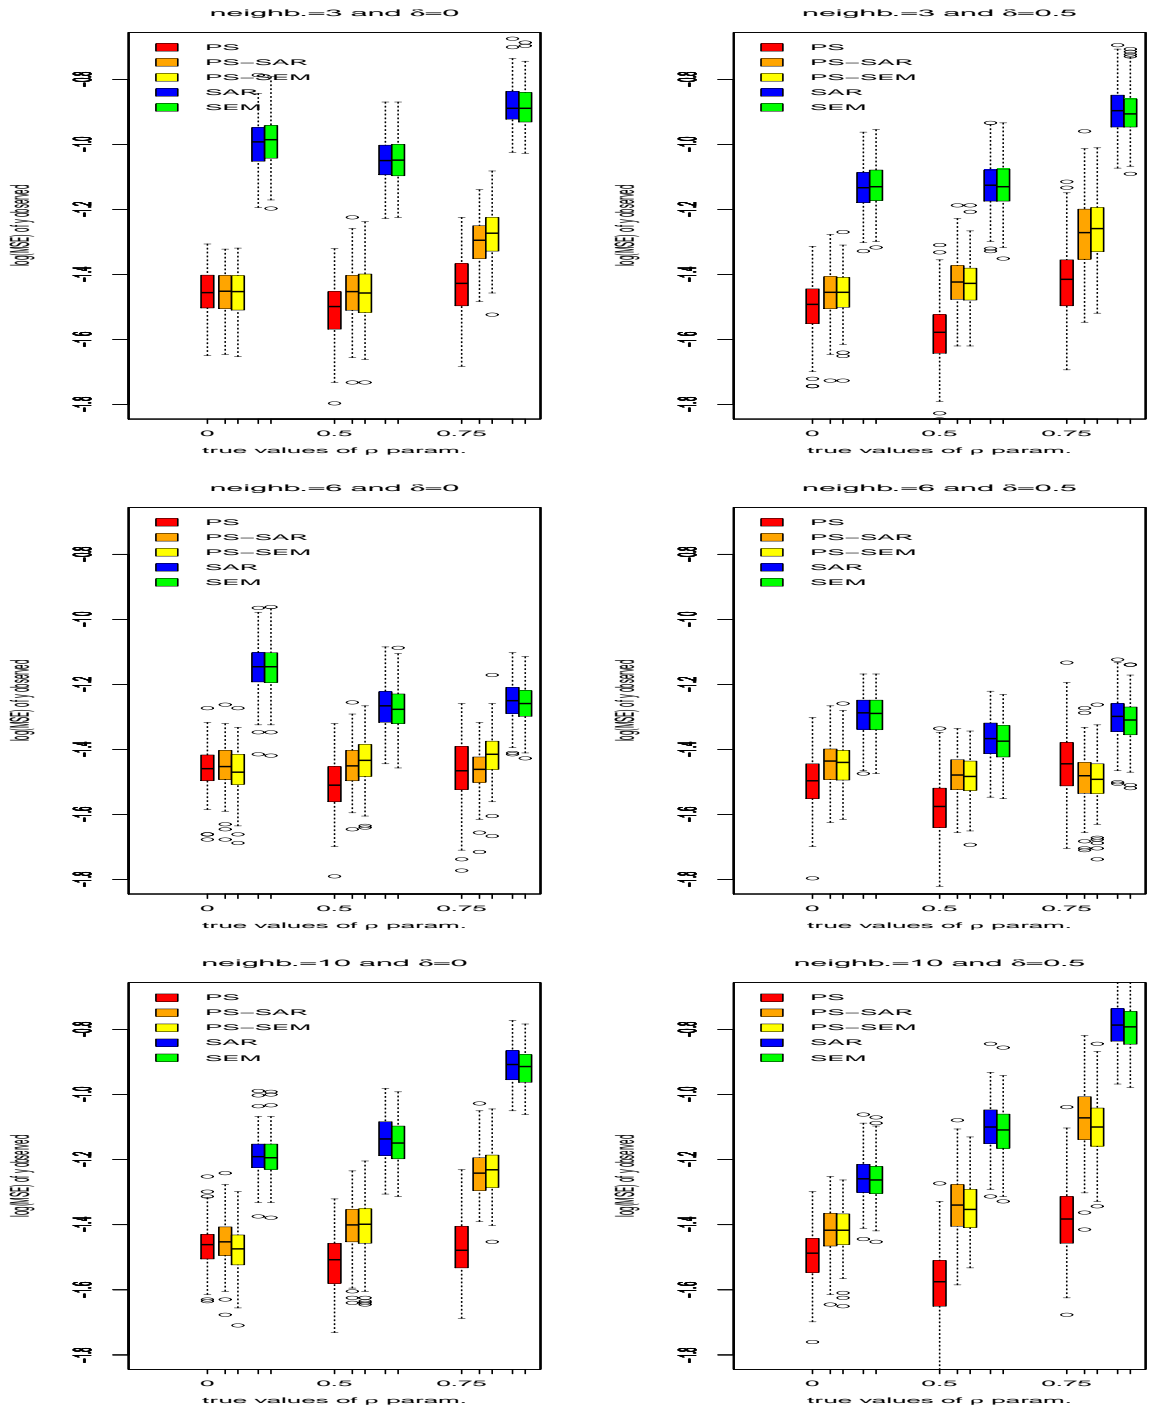 neighb.=3 and δ=0
PS
PS−SAR
PS−SEM
SAR
SEM
-0.8
-1.0
-1.2
-1.4
-1.6
-1.8
log(MSE) of y observed
0 0.5 0.75
true values of ρ param.
neighb.=3 and δ=0.5
PS
PS−SAR
PS−SEM
SAR
SEM
-0.8
-1.0
-1.2
-1.4
-1.6
-1.8
log(MSE) of y observed
0 0.5 0.75
true values of ρ param.
neighb.=6 and δ=0
PS
PS−SAR
PS−SEM
SAR
SEM
-0.8
-1.0
-1.2
-1.4
-1.6
-1.8
log(MSE) of y observed
0 0.5 0.75
true values of ρ param.
neighb.=6 and δ=0.5
PS
PS−SAR
PS−SEM
SAR
SEM
-0.8
-1.0
-1.2
-1.4
-1.6
-1.8
log(MSE) of y observed
0 0.5 0.75
true values of ρ param.
neighb.=10 and δ=0
PS
PS−SAR
PS−SEM
SAR
SEM
-0.8
-1.0
-1.2
-1.4
-1.6
-1.8
log(MSE) of y observed
0 0.5 0.75
true values of ρ param.
neighb.=10 and δ=0.5
PS
PS−SAR
PS−SEM
SAR
SEM
-0.8
-1.0
-1.2
-1.4
-1.6
-1.8
log(MSE) of y observed
0 0.5 0.75
true values of ρ param.